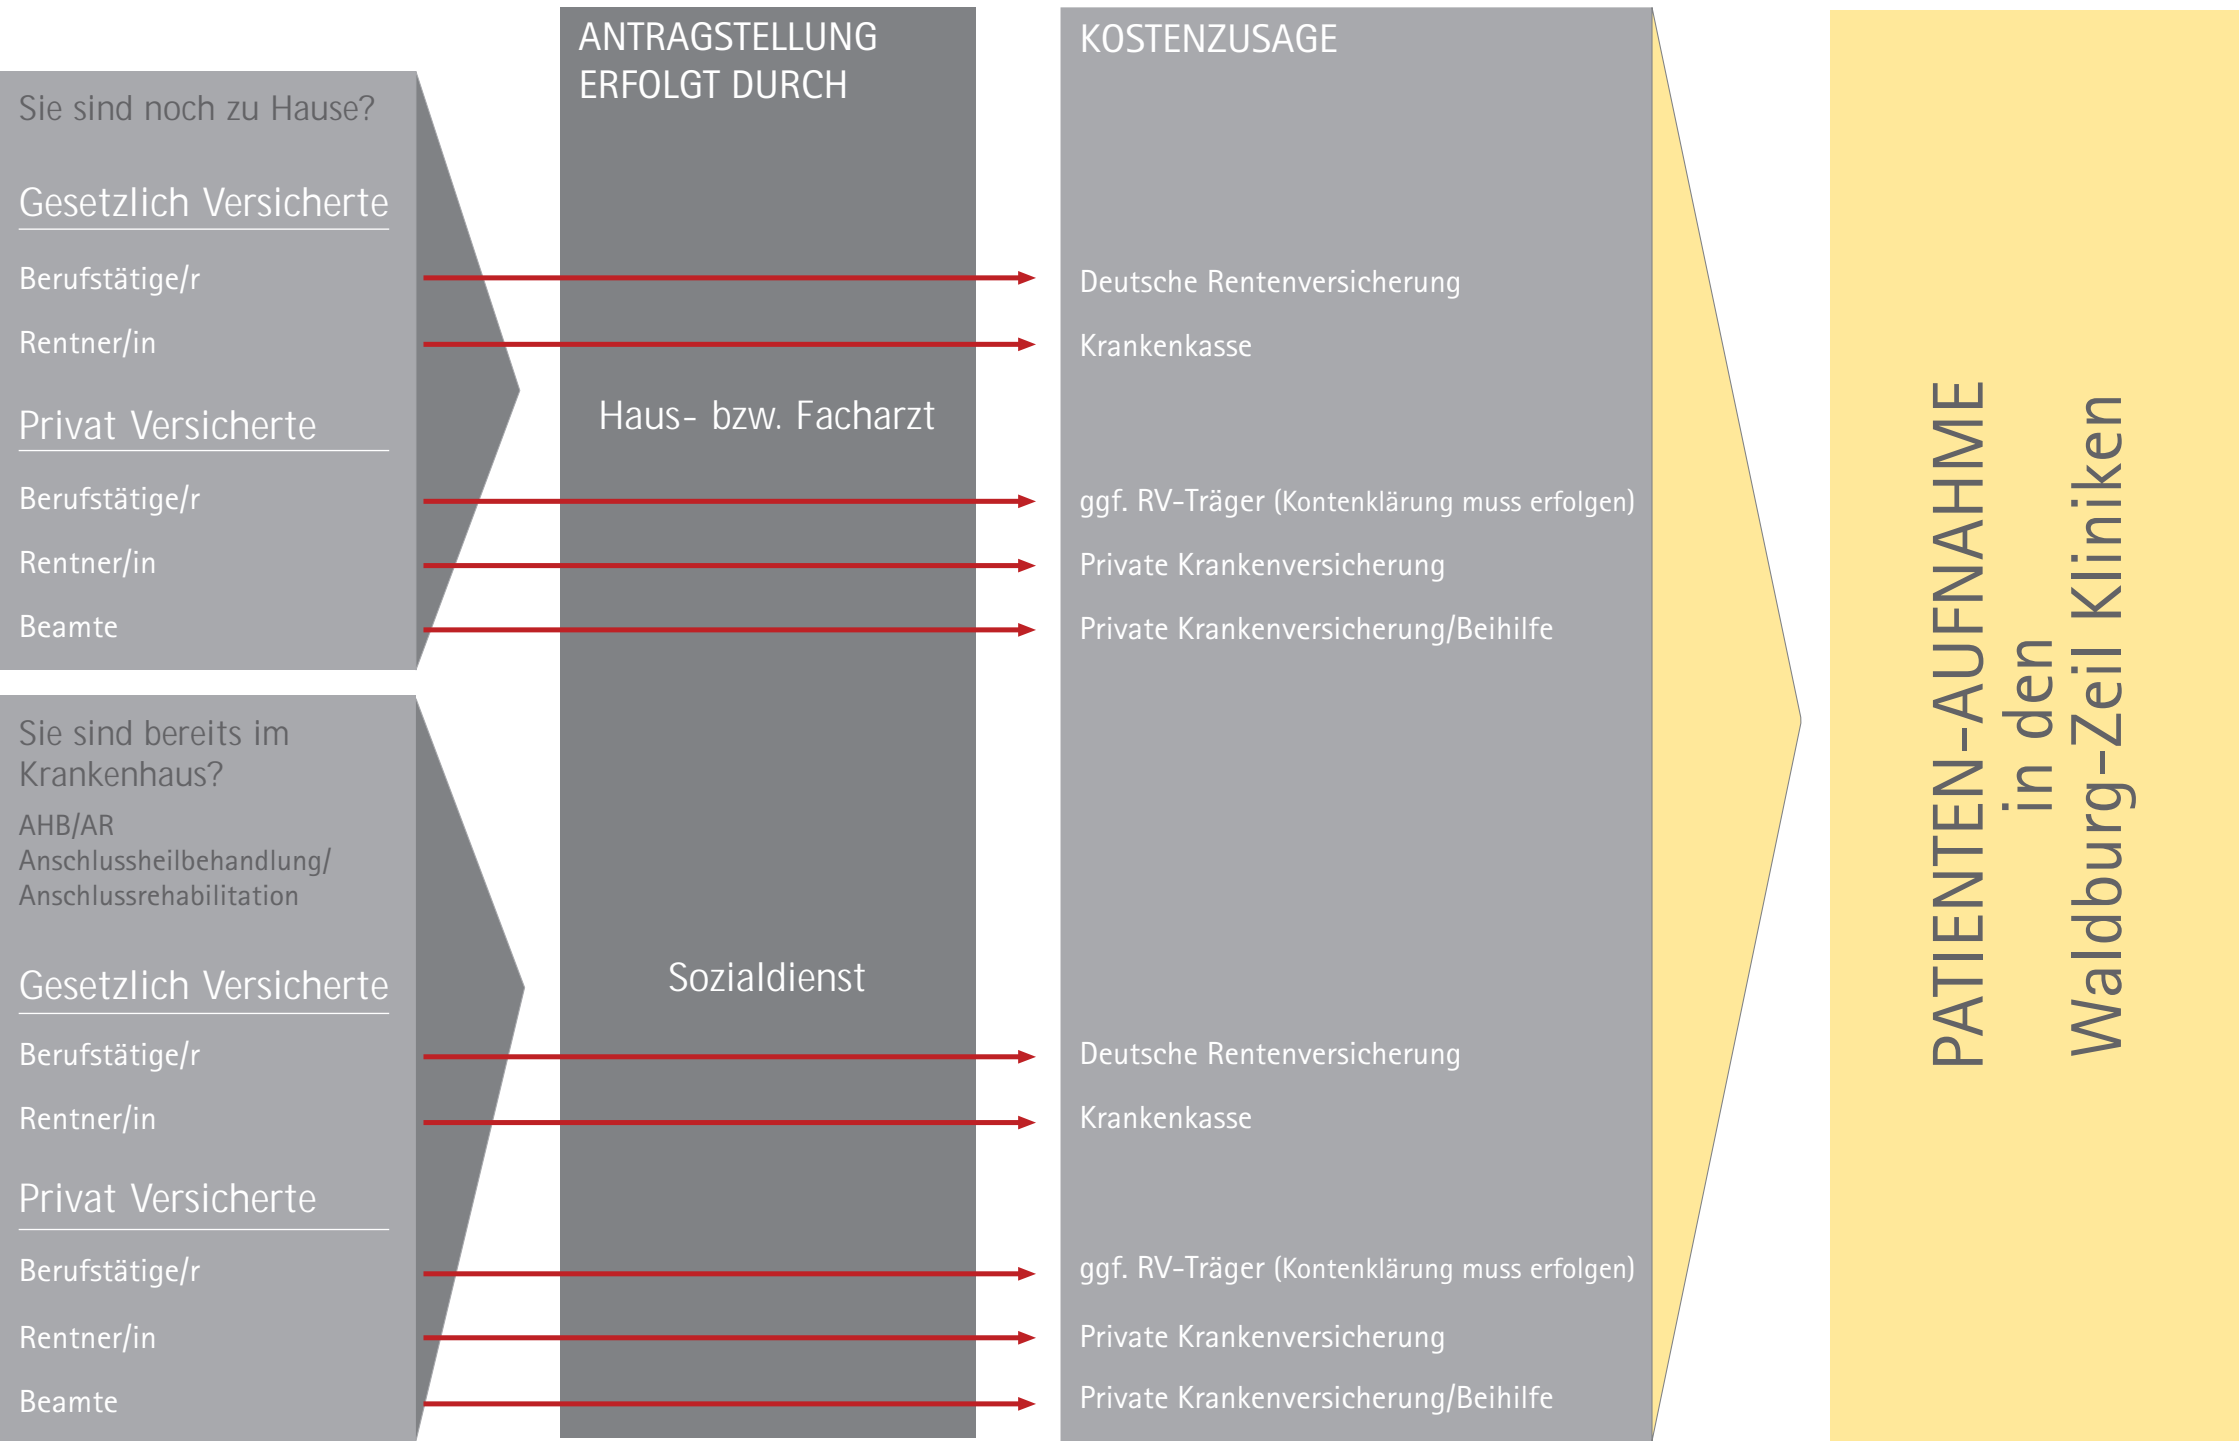 Sie sind noch zu Hause?
Gesetzlich Versicherte
Berufstätige/r
Rentner/in
Privat Versicherte
Berufstätige/r
Rentner/in
Beamte
Sie sind bereits im
Krankenhaus?
AHB/AR
Anschlussheilbehandlung/
Anschlussrehabilitation
Gesetzlich Versicherte
Berufstätige/r
Rentner/in
Privat Versicherte
Berufstätige/r
Rentner/in
Beamte
ANTRAGSTELLUNG
ERFOLGT DURCH
Haus- bzw. Facharzt
Sozialdienst
KOSTENZUSAGE
Deutsche Rentenversicherung
Krankenkasse
ggf. RV-Träger (Kontenklärung muss erfolgen)
Private Krankenversicherung
Private Krankenversicherung/Beihilfe
Deutsche Rentenversicherung
Krankenkasse
ggf. RV-Träger (Kontenklärung muss erfolgen)
Private Krankenversicherung
Private Krankenversicherung/Beihilfe
PATIENTEN-AUFNAHME
in den
Waldburg-Zeil Kliniken